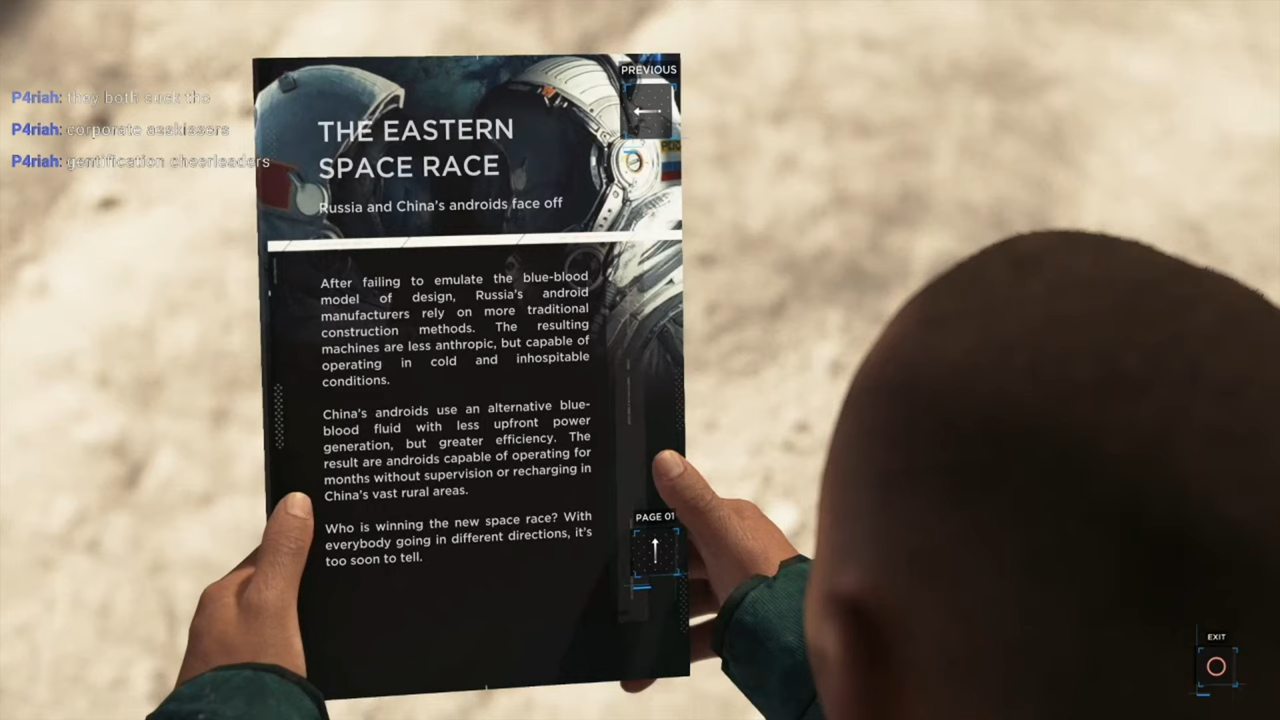 P4riah: they both suck tho
P4riah: corporate asskissers
P4riah: gentification cheerleaders
PREVIOUS
THE EASTERN
SPACE RACE
Russia and China's androids face off
After failing to emulate the blue-blood
model of design, Russia's android
manufacturers rely on more traditional
construction methods. The resulting
machines are less anthropic, but capable of
operating in cold and inhospitable
conditions.
China's androids use an alternative blue-
blood fluid with less upfront power
generation, but greater efficiency. The
result are androids capable of operating for
months without supervision or recharging in
China's vast rural areas.
Who is winning the new space race? With
everybody going in different directions, it's
too soon to tell.
PAGE 01
EXIT